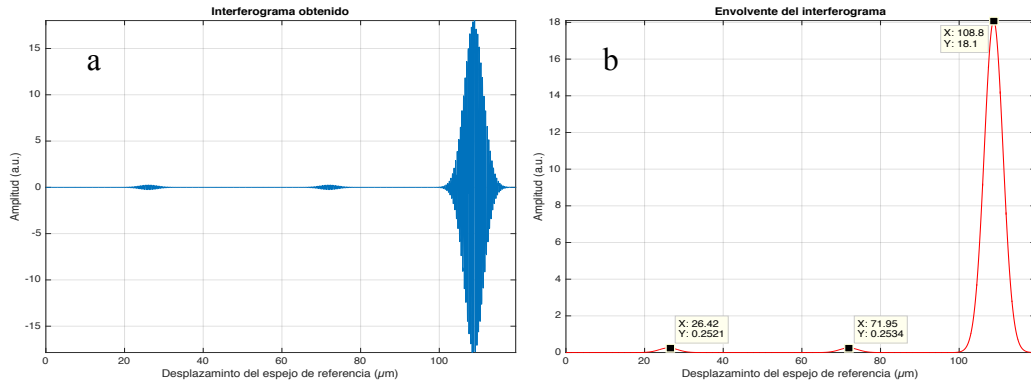 Interferograma obtenido
a
15
10
5
0
-5
-10
-15
0 20 40 60 80 100
Amplitud (a.u.)
Desplazaminto del espejo de referencia (µm)
Envolvente del interferograma
b
X: 108.8
Y: 18.1
X: 26.42
Y: 0.2521
X: 71.95
Y: 0.2534
18
16
14
12
10
8
6
4
2
0
0 20 40 60 80 100
Amplitud (a.u.)
Desplazaminto del espejo de referencia (µm)